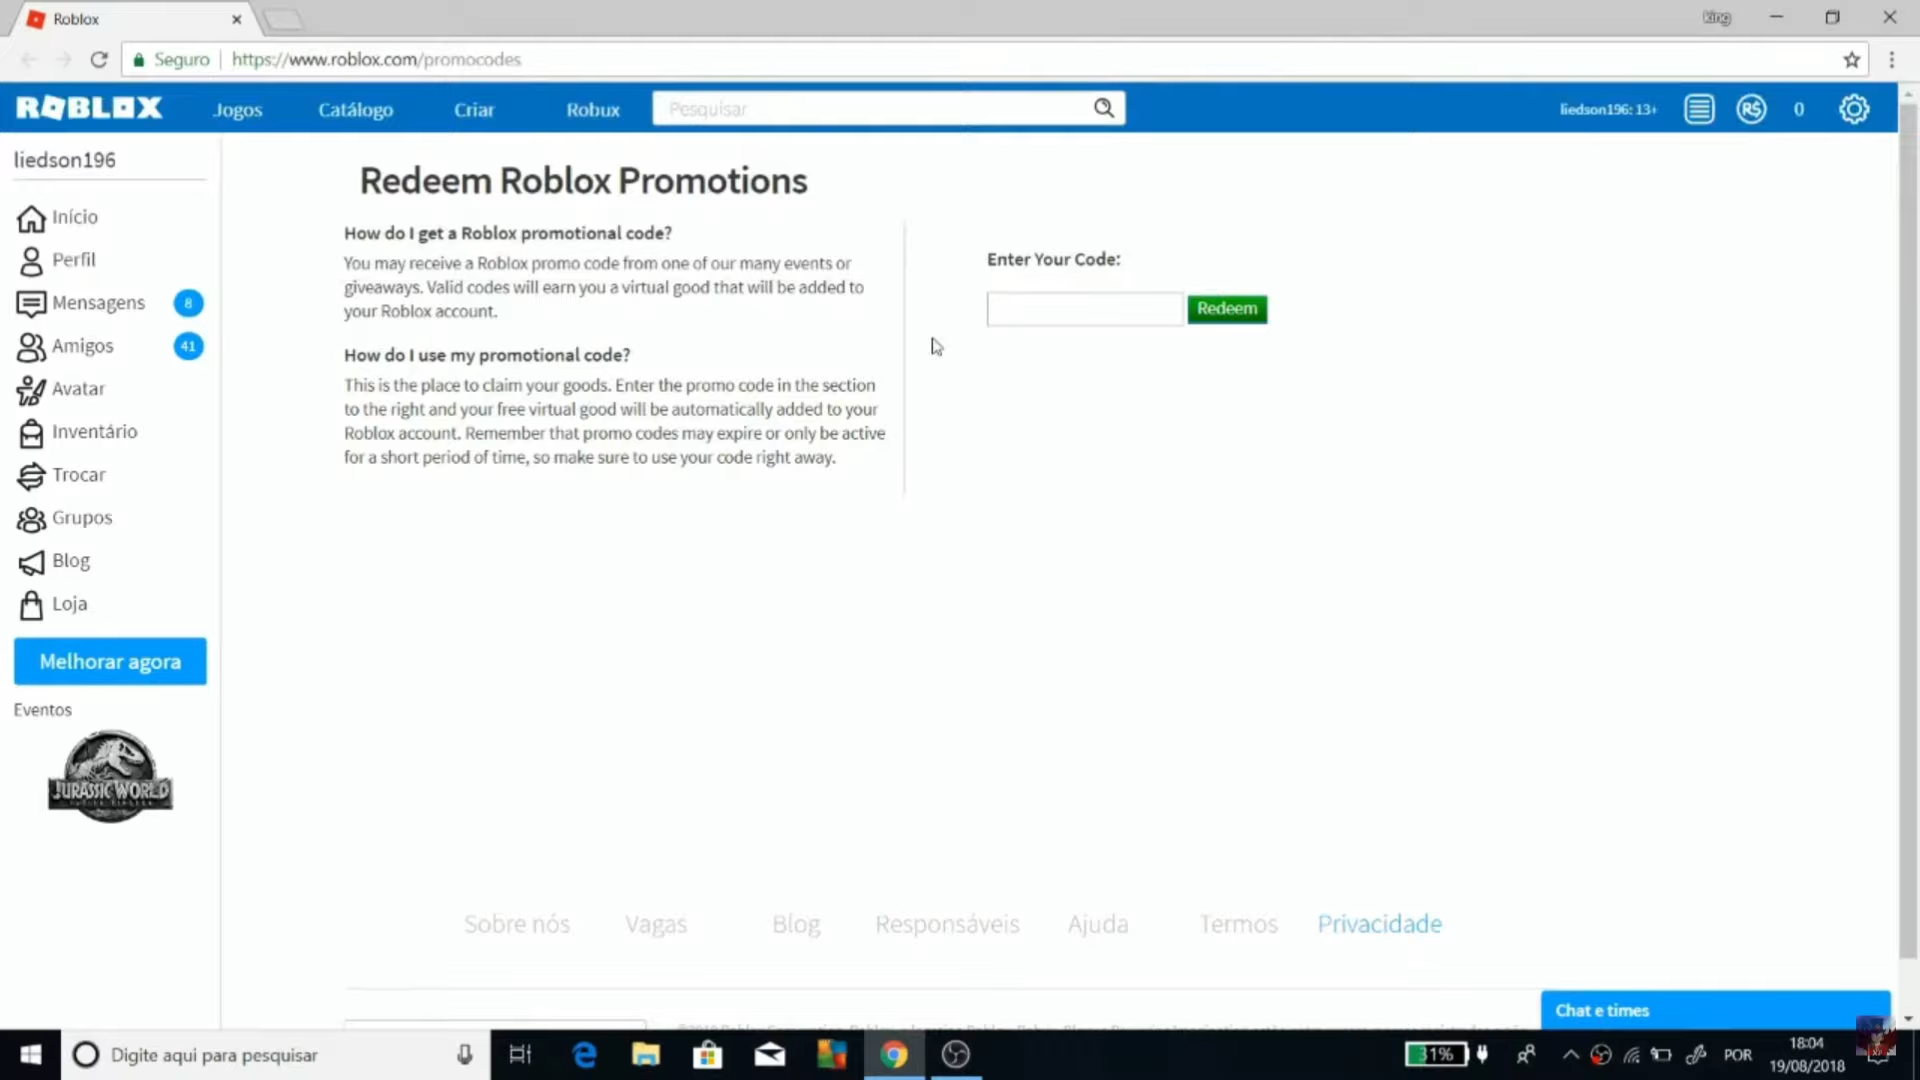 Roblox
King
Seguro
https://www.roblox.com/promocodes
ROBLOX
Jogos
Catálogo
Criar
Robux
Pesquisar
liedson196: 13+
R$
0
liedson196
Início
Perfil
Mensagens
8
Amigos
41
Avatar
Inventário
Trocar
Grupos
Blog
Loja
Melhorar agora
Eventos
JURASSIC WORLD
Redeem Roblox Promotions
How do I get a Roblox promotional code?
You may receive a Roblox promo code from one of our many events or
giveaways. Valid codes will earn you a virtual good that will be added to
your Roblox account.
How do I use my promotional code?
This is the place to claim your goods. Enter the promo code in the section
to the right and your free virtual good will be automatically added to your
Roblox account. Remember that promo codes may expire or only be active
for a short period of time, so make sure to use your code right away.
Enter Your Code:
Redeem
Sobre nós
Vagas
Blog
Responsáveis
Ajuda
Termos
Privacidade
Chat e times
Digite aqui para pesquisar
31%
POR
18:04
19/08/2018